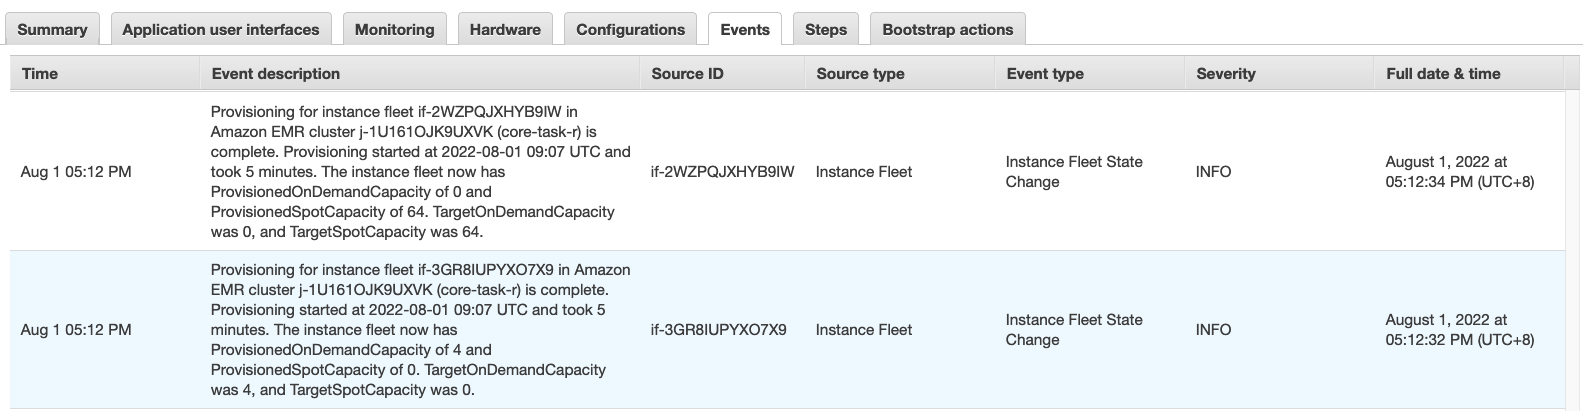 Summary Application user interfaces Monitoring Hardware Configurations Events Steps Bootstrap actions
Time Event description Source ID Source type Event type Severity Full date & time
Provisioning for instance fleet if-2WZPQJXHYB9IW in
Amazon EMR cluster j-1U161OJK9UXVK (core-task-r) is
complete. Provisioning started at 2022-08-01 09:07 UTC and
took 5 minutes. The instance fleet now has
ProvisionedOnDemandCapacity of 0 and
ProvisionedSpotCapacity of 64. TargetOnDemandCapacity
was 0, and TargetSpotCapacity was 64.
Aug 1 05:12 PM
if-2WZPQJXHYB9IW
Instance Fleet
Instance Fleet State
Change
INFO
August 1, 2022 at
05:12:34 PM (UTC+8)
Provisioning for instance fleet if-3GR8IUPYXO7X9 in Amazon
EMR cluster j-1U161OJK9UXVK (core-task-r) is complete.
Provisioning started at 2022-08-01 09:07 UTC and took 5
minutes. The instance fleet now has
ProvisionedOnDemandCapacity of 4 and
ProvisionedSpotCapacity of 0. TargetOnDemandCapacity
was 4, and TargetSpotCapacity was 0.
Aug 1 05:12 PM
if-3GR8IUPYXO7X9
Instance Fleet
Instance Fleet State
Change
INFO
August 1, 2022 at
05:12:32 PM (UTC+8)